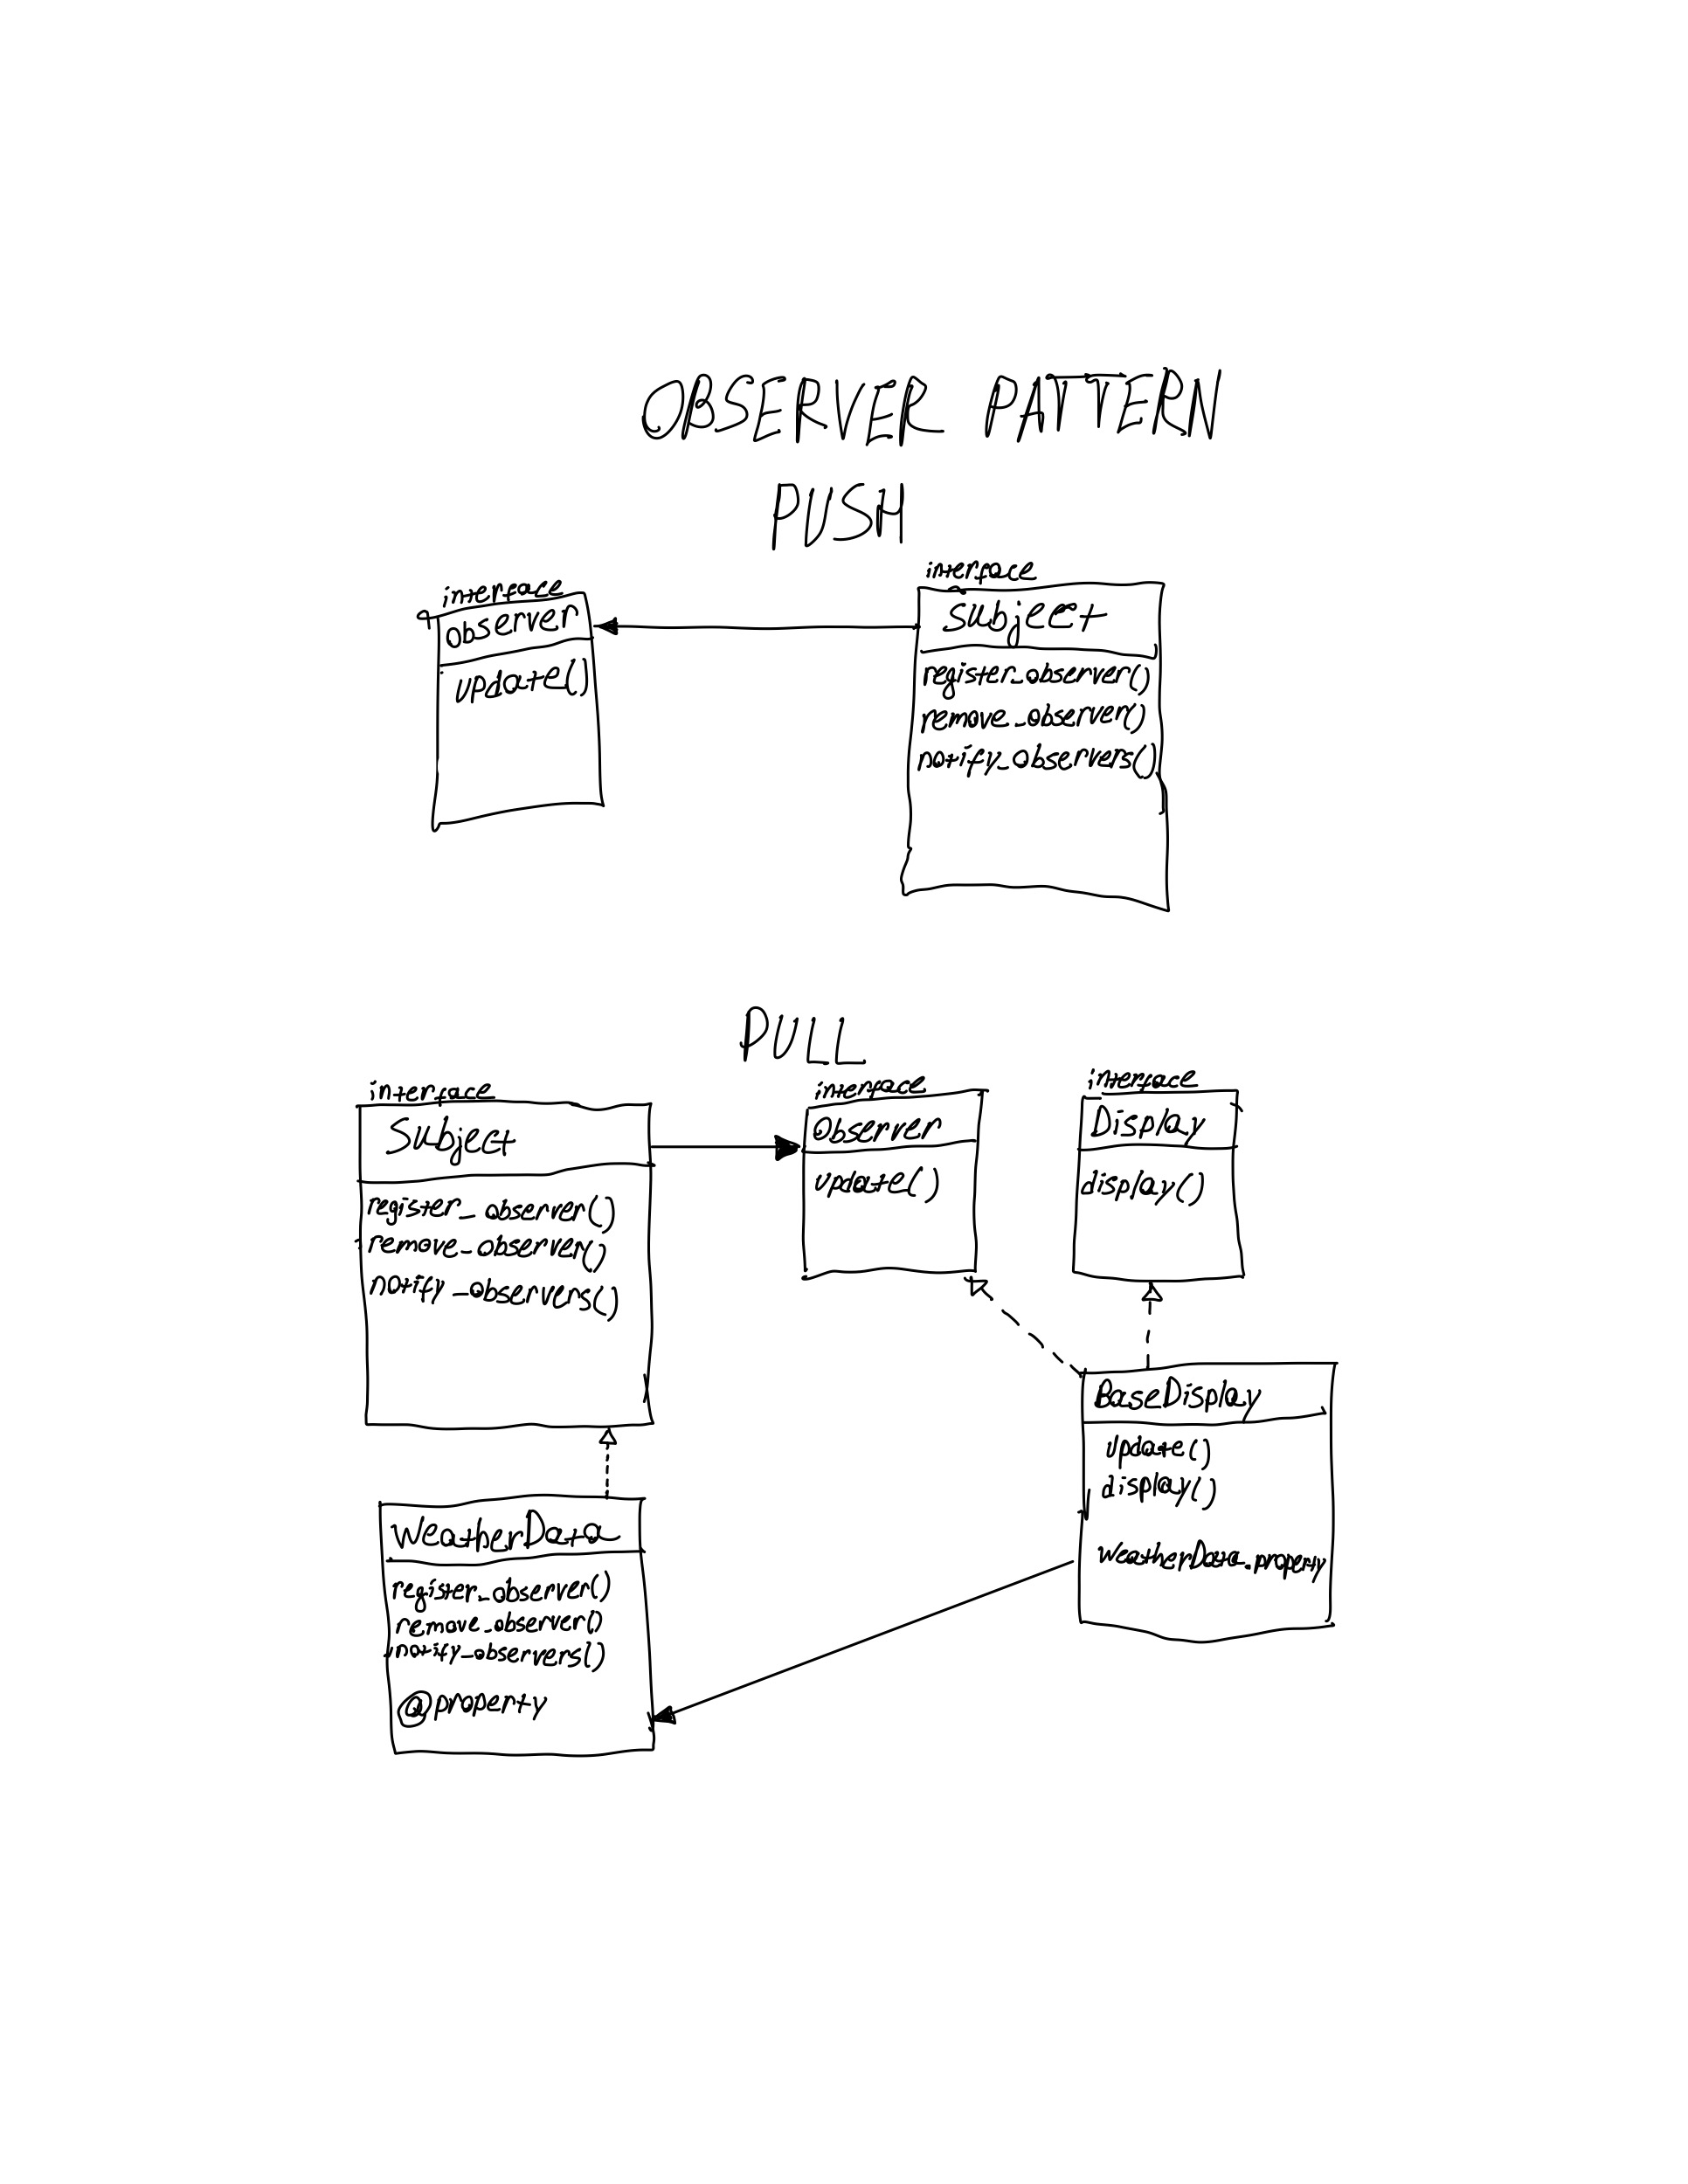 OBSERVER PATTERN
PUSH
interface
observer
update()
interface
Subject
register_observer()
remove_observer()
notify_observers()
PULL
interface
Subject
register_observer()
remove_observer()
notify_observers()
interface
Observer
update()
interface
Display
display()
BaseDisplay
update()
display()
WeatherData.property
WeatherData
register_observer()
remove_observer()
notify_observers()
@property